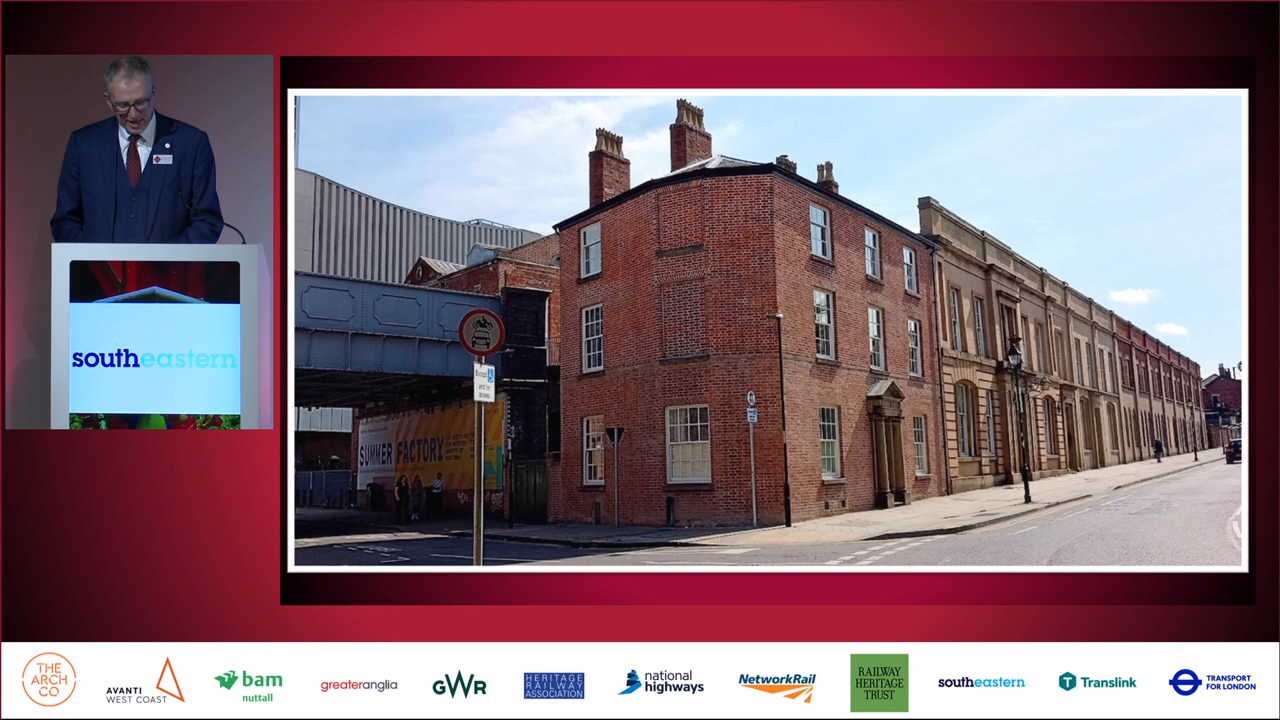 southeastern
SUMMER FACTORY
THE
ARCH
CO
AVANTI
WEST COAST
bam
nuttall
greateranglia
GWR
HERITAGE
RAILWAY
ASSOCIATION
national
highways
NetworkRail
RAILWAY
HERITAGE
TRUST
southeastern
Translink
TRANSPORT
FOR LONDON